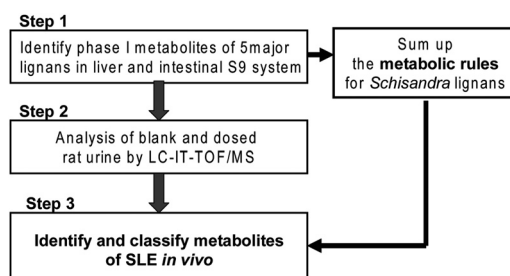 Step 1
Identify phase I metabolites of 5major
lignans in liver and intestinal S9 system
Sum up
the metabolic rules
for Schisandra lignans
Step 2
Analysis of blank and dosed
rat urine by LC-IT-TOF/MS
Step 3
Identify and classify metabolites
of SLE in vivo